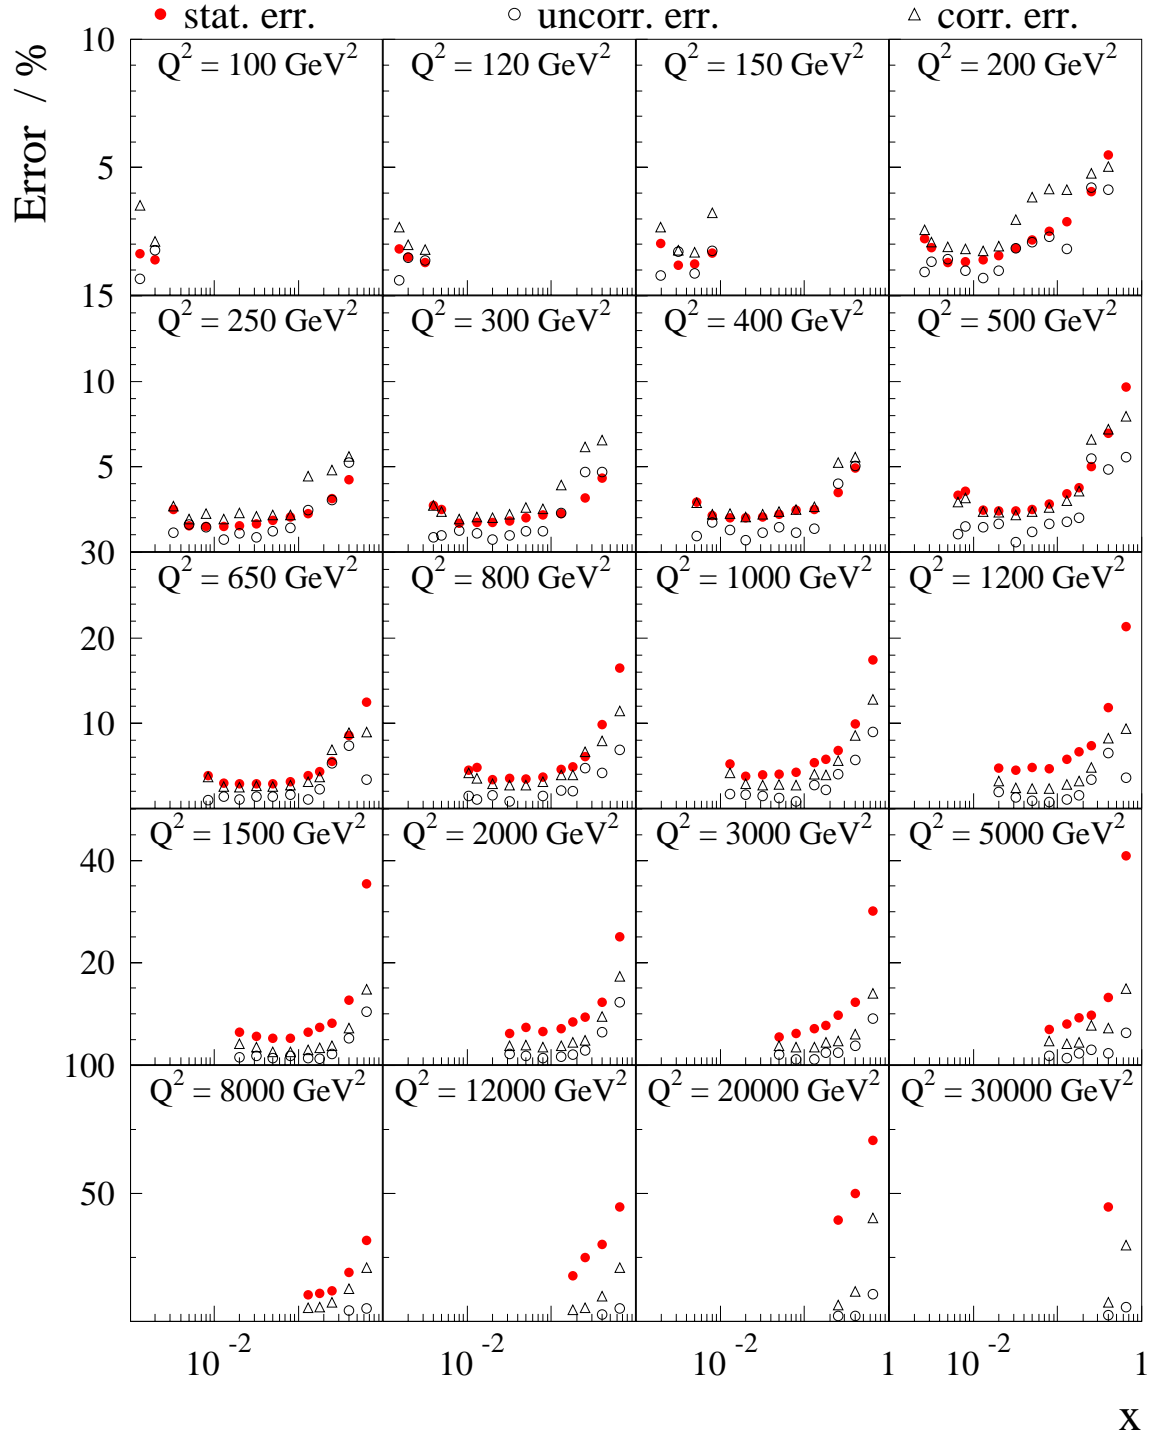 stat. err. uncorr. err. corr. err.
Error / %
10
Q² = 100 GeV² Q² = 120 GeV² Q² = 150 GeV² Q² = 200 GeV²
5
15
Q² = 250 GeV² Q² = 300 GeV² Q² = 400 GeV² Q² = 500 GeV²
10
5
30
Q² = 650 GeV² Q² = 800 GeV² Q² = 1000 GeV² Q² = 1200 GeV²
20
10
Q² = 1500 GeV² Q² = 2000 GeV² Q² = 3000 GeV² Q² = 5000 GeV²
40
20
100
Q² = 8000 GeV² Q² = 12000 GeV² Q² = 20000 GeV² Q² = 30000 GeV²
50
10⁻² 10⁻² 10⁻² 1 10⁻² 1
x